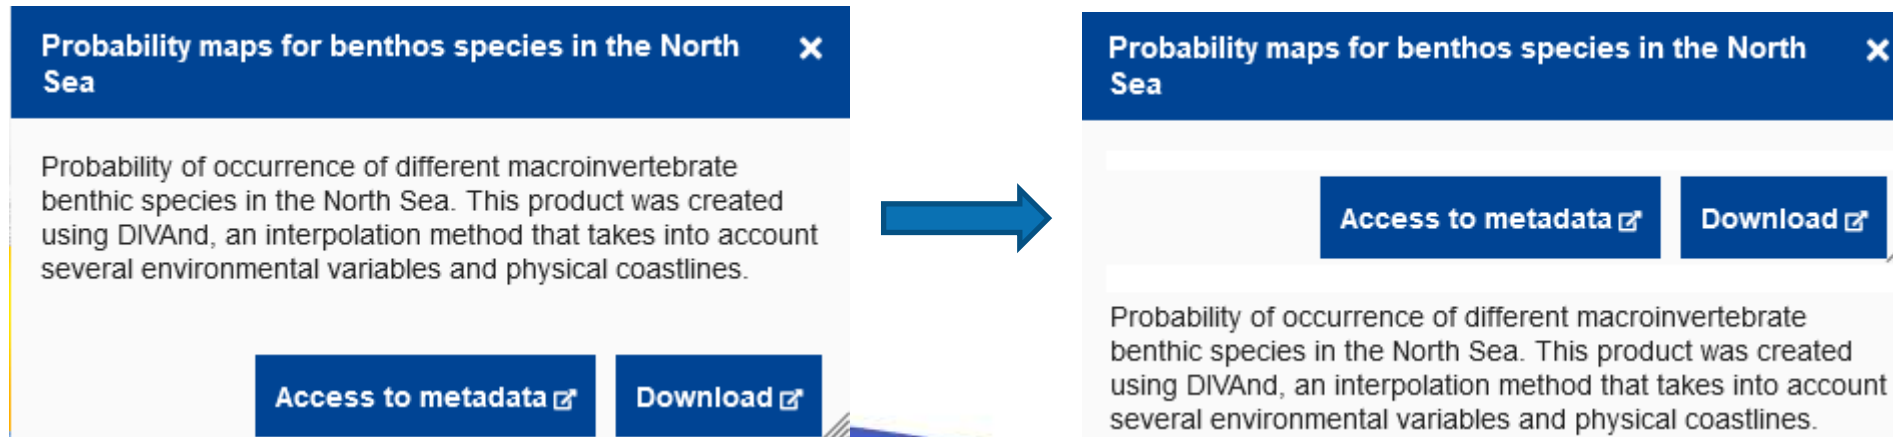 Probability maps for benthos species in the North
Sea
Probability of occurrence of different macroinvertebrate
benthic species in the North Sea. This product was created
using DIVAnd, an interpolation method that takes into account
several environmental variables and physical coastlines.
Access to metadata
Download
Probability maps for benthos species in the North
Sea
Access to metadata
Download
Probability of occurrence of different macroinvertebrate
benthic species in the North Sea. This product was created
using DIVAnd, an interpolation method that takes into account
several environmental variables and physical coastlines.